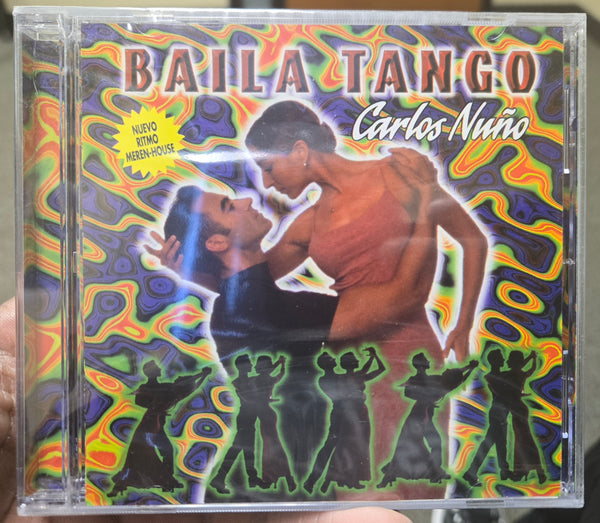 BAILA TANGO
Carlos Nuño
NUEVO
RITMO
MEREN-HOUSE